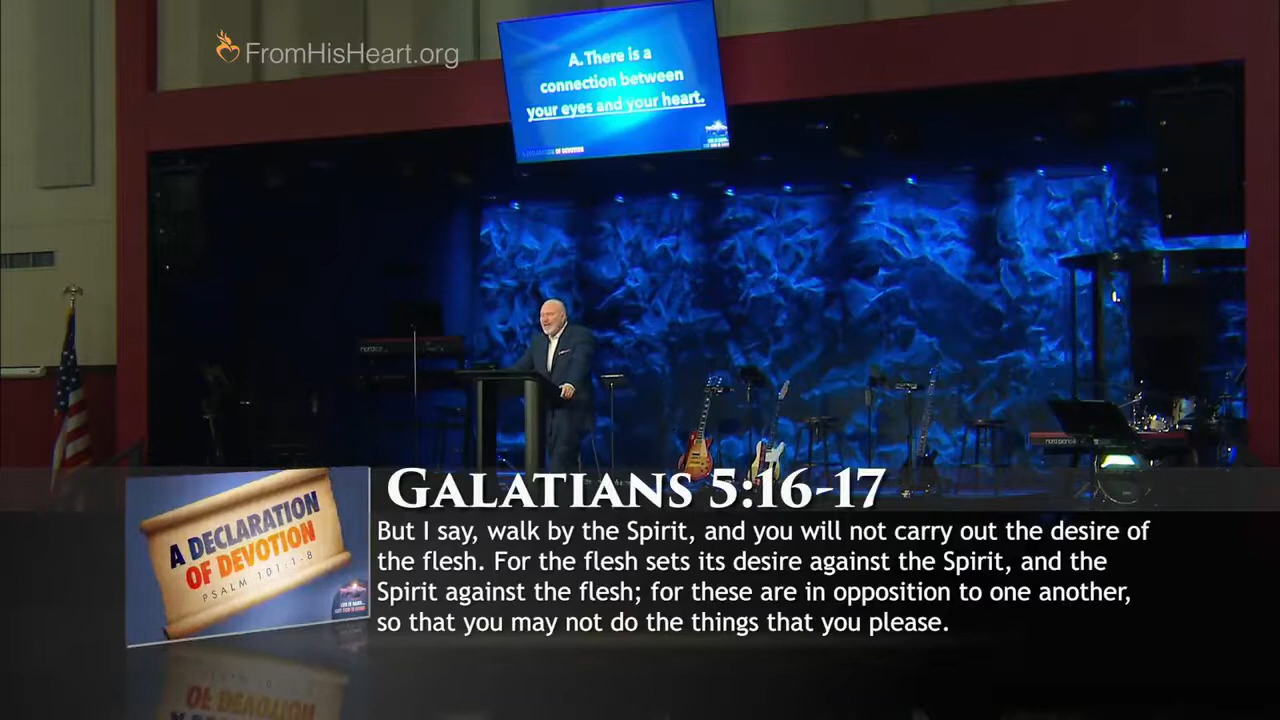 FromHisHeart.org
A. There is a
connection between
your eyes and your heart.
A DECLARATION OF DEVOTION
GALATIANS 5:16-17
But I say, walk by the Spirit, and you will not carry out the desire of
the flesh. For the flesh sets its desire against the Spirit, and the
Spirit against the flesh; for these are in opposition to one another,
so that you may not do the things that you please.
A DECLARATION
OF DEVOTION
PSALM 101:1-8